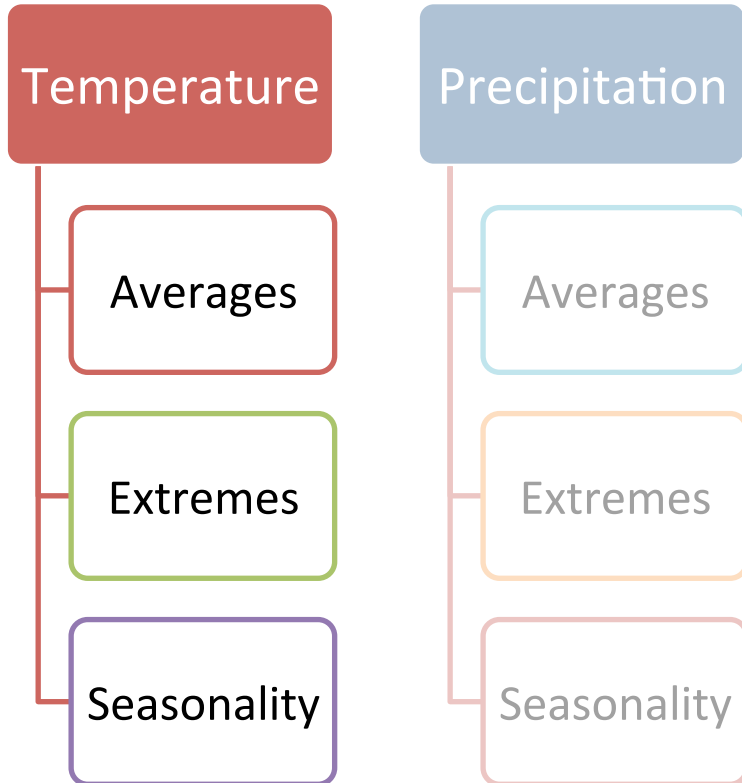 Temperature
Averages
Extremes
Seasonality
Precipitation
Averages
Extremes
Seasonality